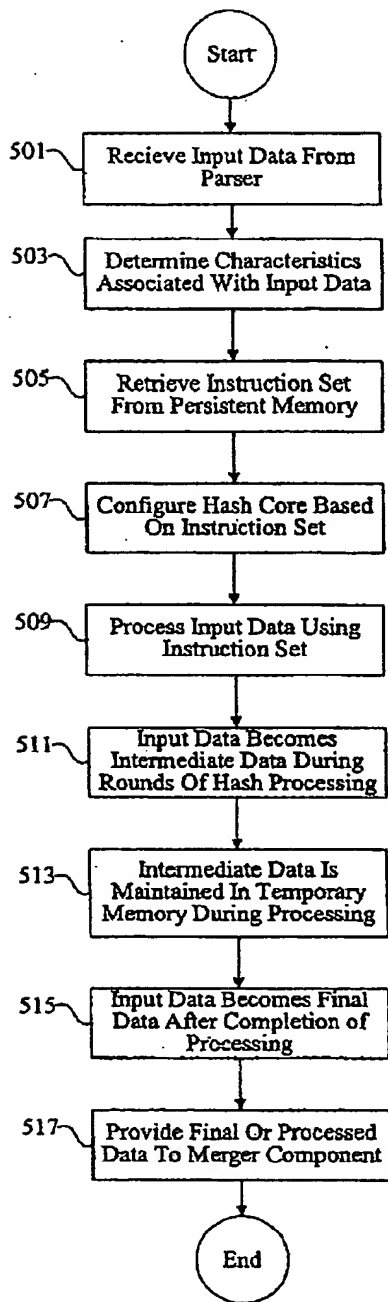 Start
501
Recieve Input Data From
Parser
503
Determine Characteristics
Associated With Input Data
505
Retrieve Instruction Set
From Persistent Memory
507
Configure Hash Core Based
On Instruction Set
509
Process Input Data Using
Instruction Set
511
Input Data Becomes
Intermediate Data During
Rounds Of Hash Processing
513
Intermediate Data Is
Maintained In Temporary
Memory During Processing
515
Input Data Becomes Final
Data After Completion of
Processing
517
Provide Final Or Processed
Data To Merger Component
End